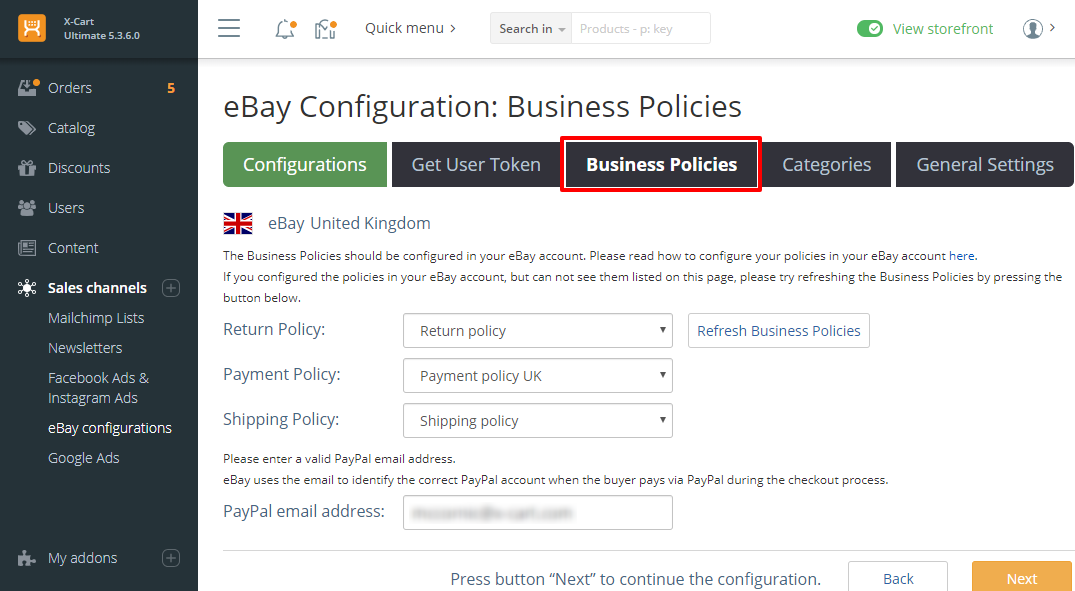 X-Cart
Ultimate 5.3.6.0
Quick menu
Search in
Products - p: key
View storefront
Orders 5
Catalog
Discounts
Users
Content
Sales channels
Mailchimp Lists
Newsletters
Facebook Ads &
Instagram Ads
eBay configurations
Google Ads
My addons
eBay Configuration: Business Policies
Configurations
Get User Token
Business Policies
Categories
General Settings
eBay United Kingdom
The Business Policies should be configured in your eBay account. Please read how to configure your policies in your eBay account here.
If you configured the policies in your eBay account, but can not see them listed on this page, please try refreshing the Business Policies by pressing the
button below.
Return Policy: Return policy Refresh Business Policies
Payment Policy: Payment policy UK
Shipping Policy: Shipping policy
Please enter a valid PayPal email address.
eBay uses the email to identify the correct PayPal account when the buyer pays via PayPal during the checkout process.
PayPal email address:
Press button “Next” to continue the configuration. Back Next